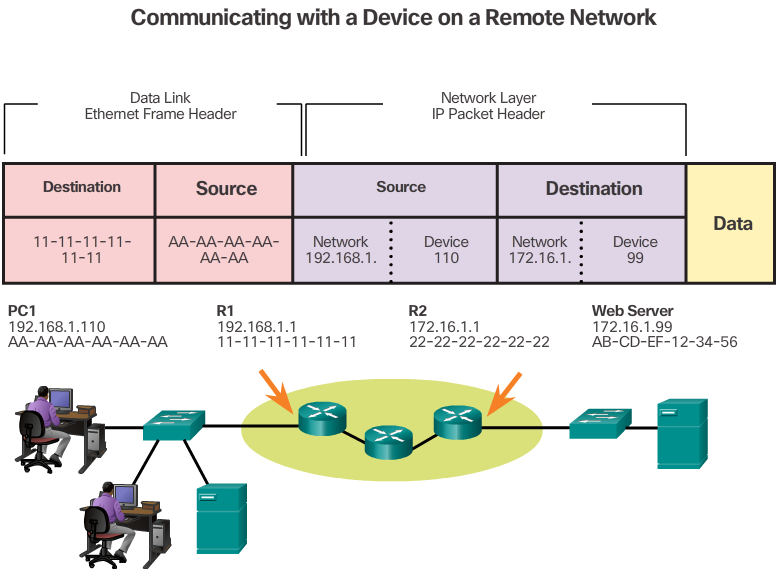 Communicating with a Device on a Remote Network
Data Link
Ethernet Frame Header
Network Layer
IP Packet Header
Destination
Source
Source
Destination
Data
11-11-11-11-
11-11
AA-AA-AA-AA-
AA-AA
Network
192.168.1.
Device
110
Network
172.16.1.
Device
99
PC1
192.168.1.110
AA-AA-AA-AA-AA-AA
R1
192.168.1.1
11-11-11-11-11-11
R2
172.16.1.1
22-22-22-22-22-22
Web Server
172.16.1.99
AB-CD-EF-12-34-56